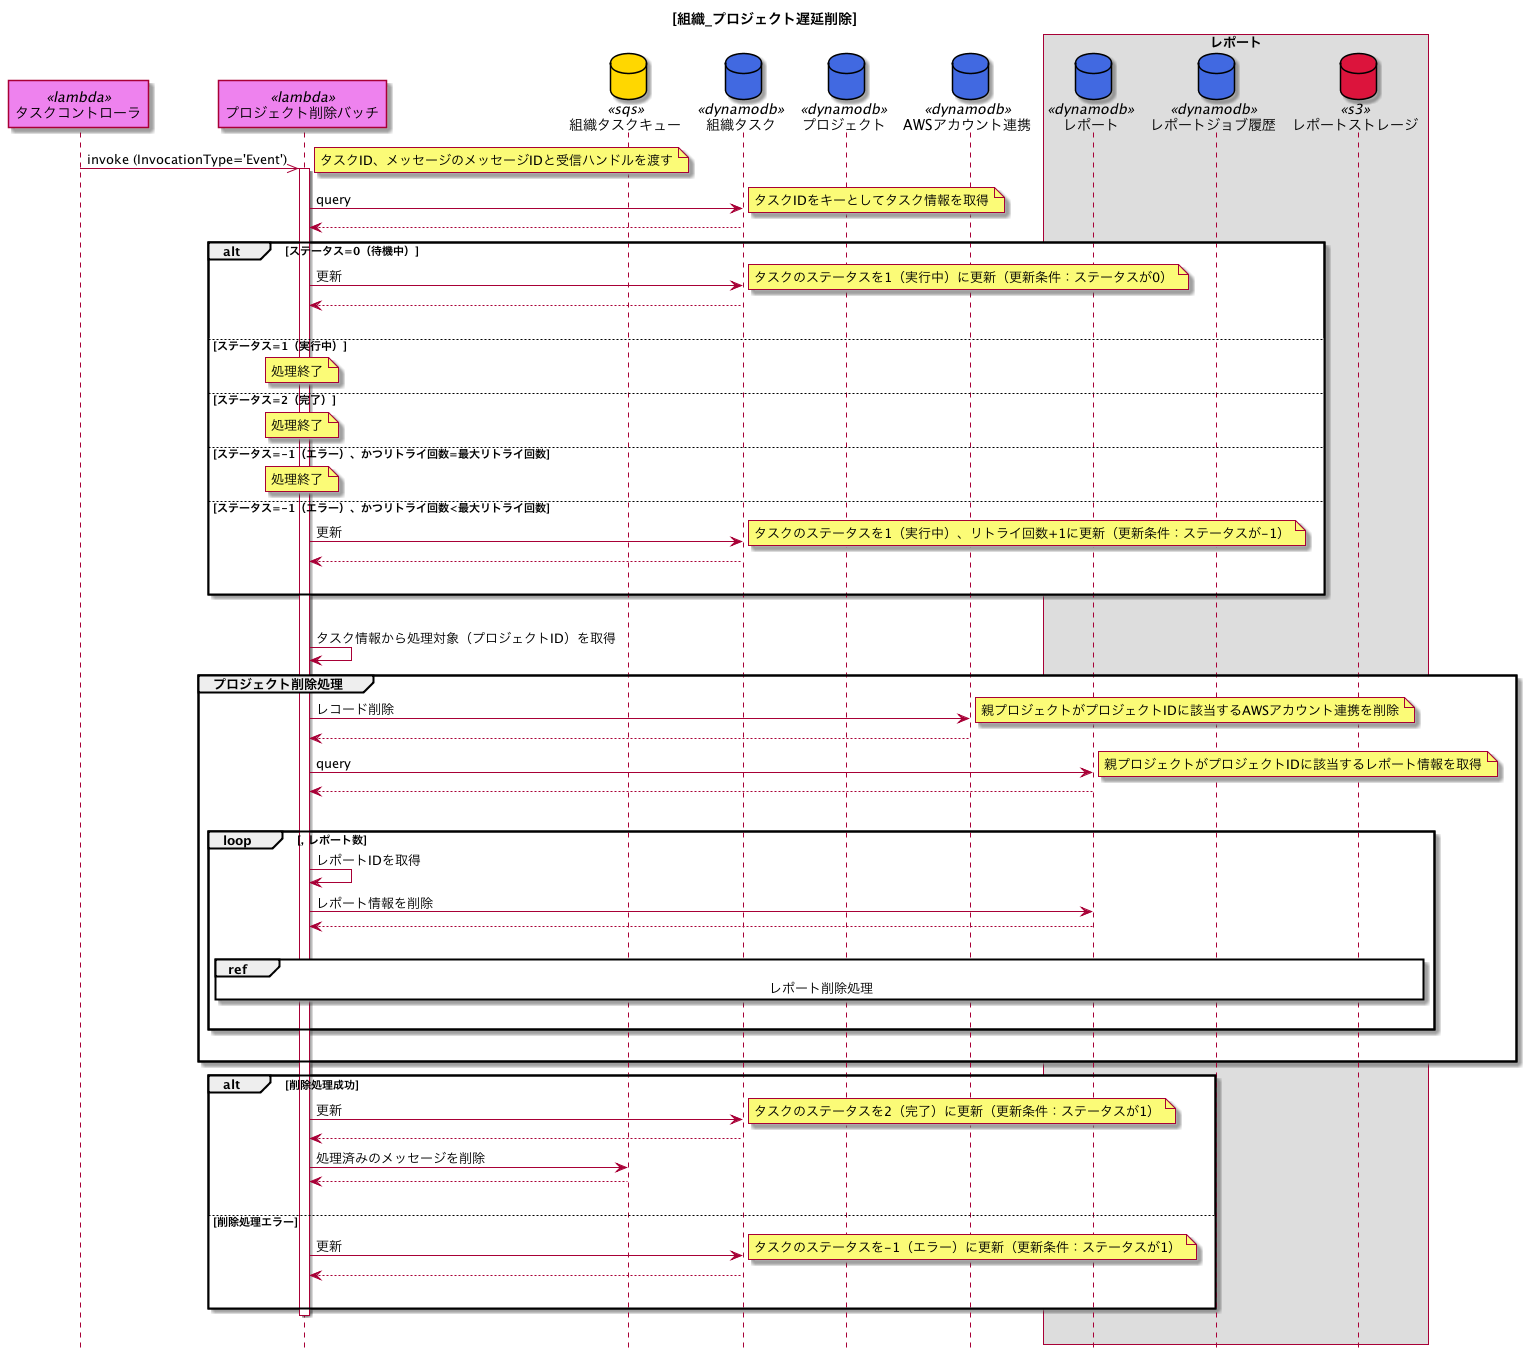 [組織_プロジェクト遅延削除]
レポート
«lambda»
タスクコントローラ
«lambda»
プロジェクト削除バッチ
«sqs»
組織タスクキュー
«dynamodb»
組織タスク
«dynamodb»
プロジェクト
«dynamodb»
AWSアカウント連携
«dynamodb»
レポート
«dynamodb»
レポートジョブ履歴
«s3»
レポートストレージ
invoke (InvocationType='Event')
タスクID、メッセージのメッセージIDと受信ハンドルを渡す
query
タスクIDをキーとしてタスク情報を取得
alt
[ステータス=0（待機中）]
更新
タスクのステータスを1（実行中）に更新（更新条件：ステータスが0）
[ステータス=1（実行中）]
処理終了
[ステータス=2（完了）]
処理終了
[ステータス=-1（エラー）、かつリトライ回数=最大リトライ回数]
処理終了
[ステータス=-1（エラー）、かつリトライ回数<最大リトライ回数]
更新
タスクのステータスを1（実行中）、リトライ回数+1に更新（更新条件：ステータスが-1）
タスク情報から処理対象（プロジェクトID）を取得
プロジェクト削除処理
レコード削除
親プロジェクトがプロジェクトIDに該当するAWSアカウント連携を削除
query
親プロジェクトがプロジェクトIDに該当するレポート情報を取得
loop
[, レポート数]
レポートIDを取得
レポート情報を削除
ref
レポート削除処理
alt
[削除処理成功]
更新
タスクのステータスを2（完了）に更新（更新条件：ステータスが1）
処理済みのメッセージを削除
[削除処理エラー]
更新
タスクのステータスを-1（エラー）に更新（更新条件：ステータスが1）